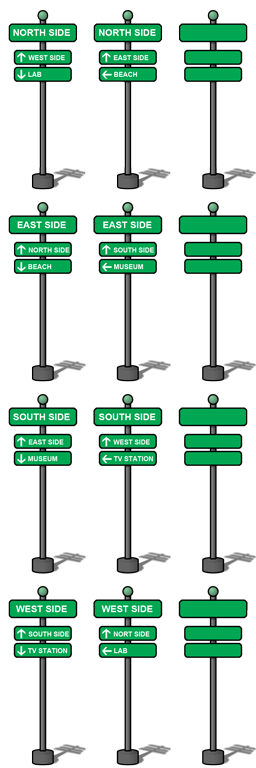 NORTH SIDE
↑ WEST SIDE
↓ LAB
NORTH SIDE
↑ EAST SIDE
← BEACH
EAST SIDE
↑ NORTH SIDE
↓ BEACH
EAST SIDE
↑ SOUTH SIDE
← MUSEUM
SOUTH SIDE
↑ EAST SIDE
↓ MUSEUM
SOUTH SIDE
↑ WEST SIDE
← TV STATION
WEST SIDE
↑ SOUTH SIDE
↓ TV STATION
WEST SIDE
↑ NORT SIDE
← LAB